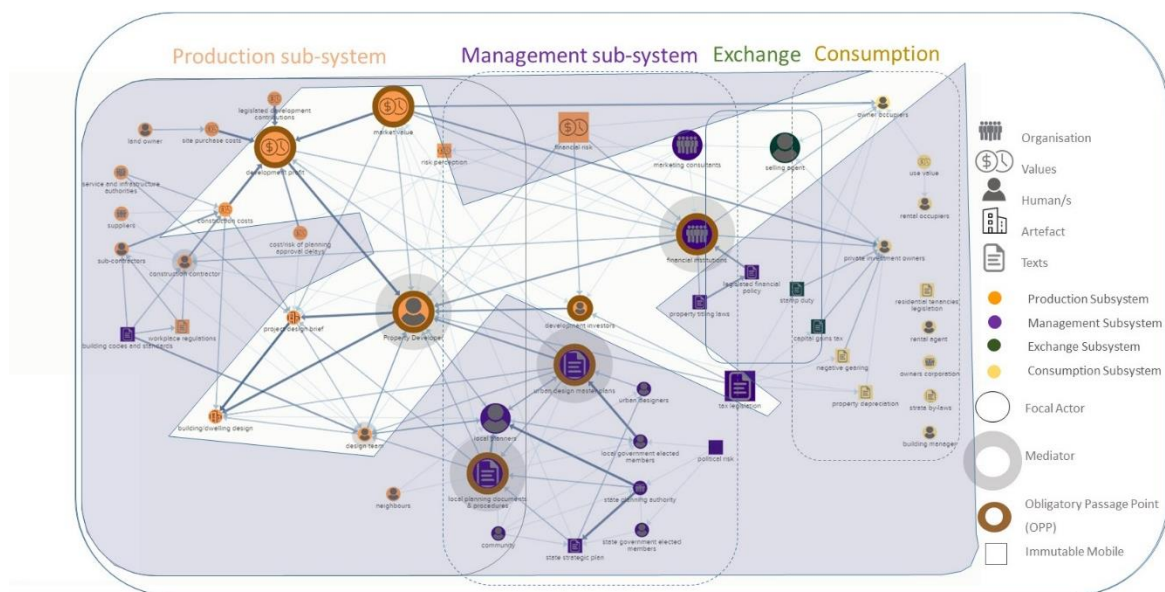 Production sub-system
Management sub-system
Exchange
Consumption
legislated development
contributions
market value
land owner
site purchase costs
development profit
risk perception
financial risk
marketing consultants
selling agent
owner occupiers
service and infrastructure
authorities
construction costs
suppliers
cost/risk of planning
approval delays
sub-contractors
construction contractor
financial institutions
use value
rental occupiers
private investment owners
legislated financial
policy
property titling laws
stamp duty
residential tenancies
legislation
project design brief
Property Developer
development investors
workplace regulations
building codes and standards
capital gains tax
rental agent
negative gearing
owners corporation
urban design master plans
urban designers
tax legislation
property depreciation
strata by-laws
building/dwelling design
design team
local planners
local government elected
members
political risk
building manager
local planning documents
& procedures
state planning authority
neighbours
community
state strategic plan
state government elected
members
Organisation
Values
Human/s
Artefact
Texts
Production Subsystem
Management Subsystem
Exchange Subsystem
Consumption Subsystem
Focal Actor
Mediator
Obligatory Passage Point
(OPP)
Immutable Mobile